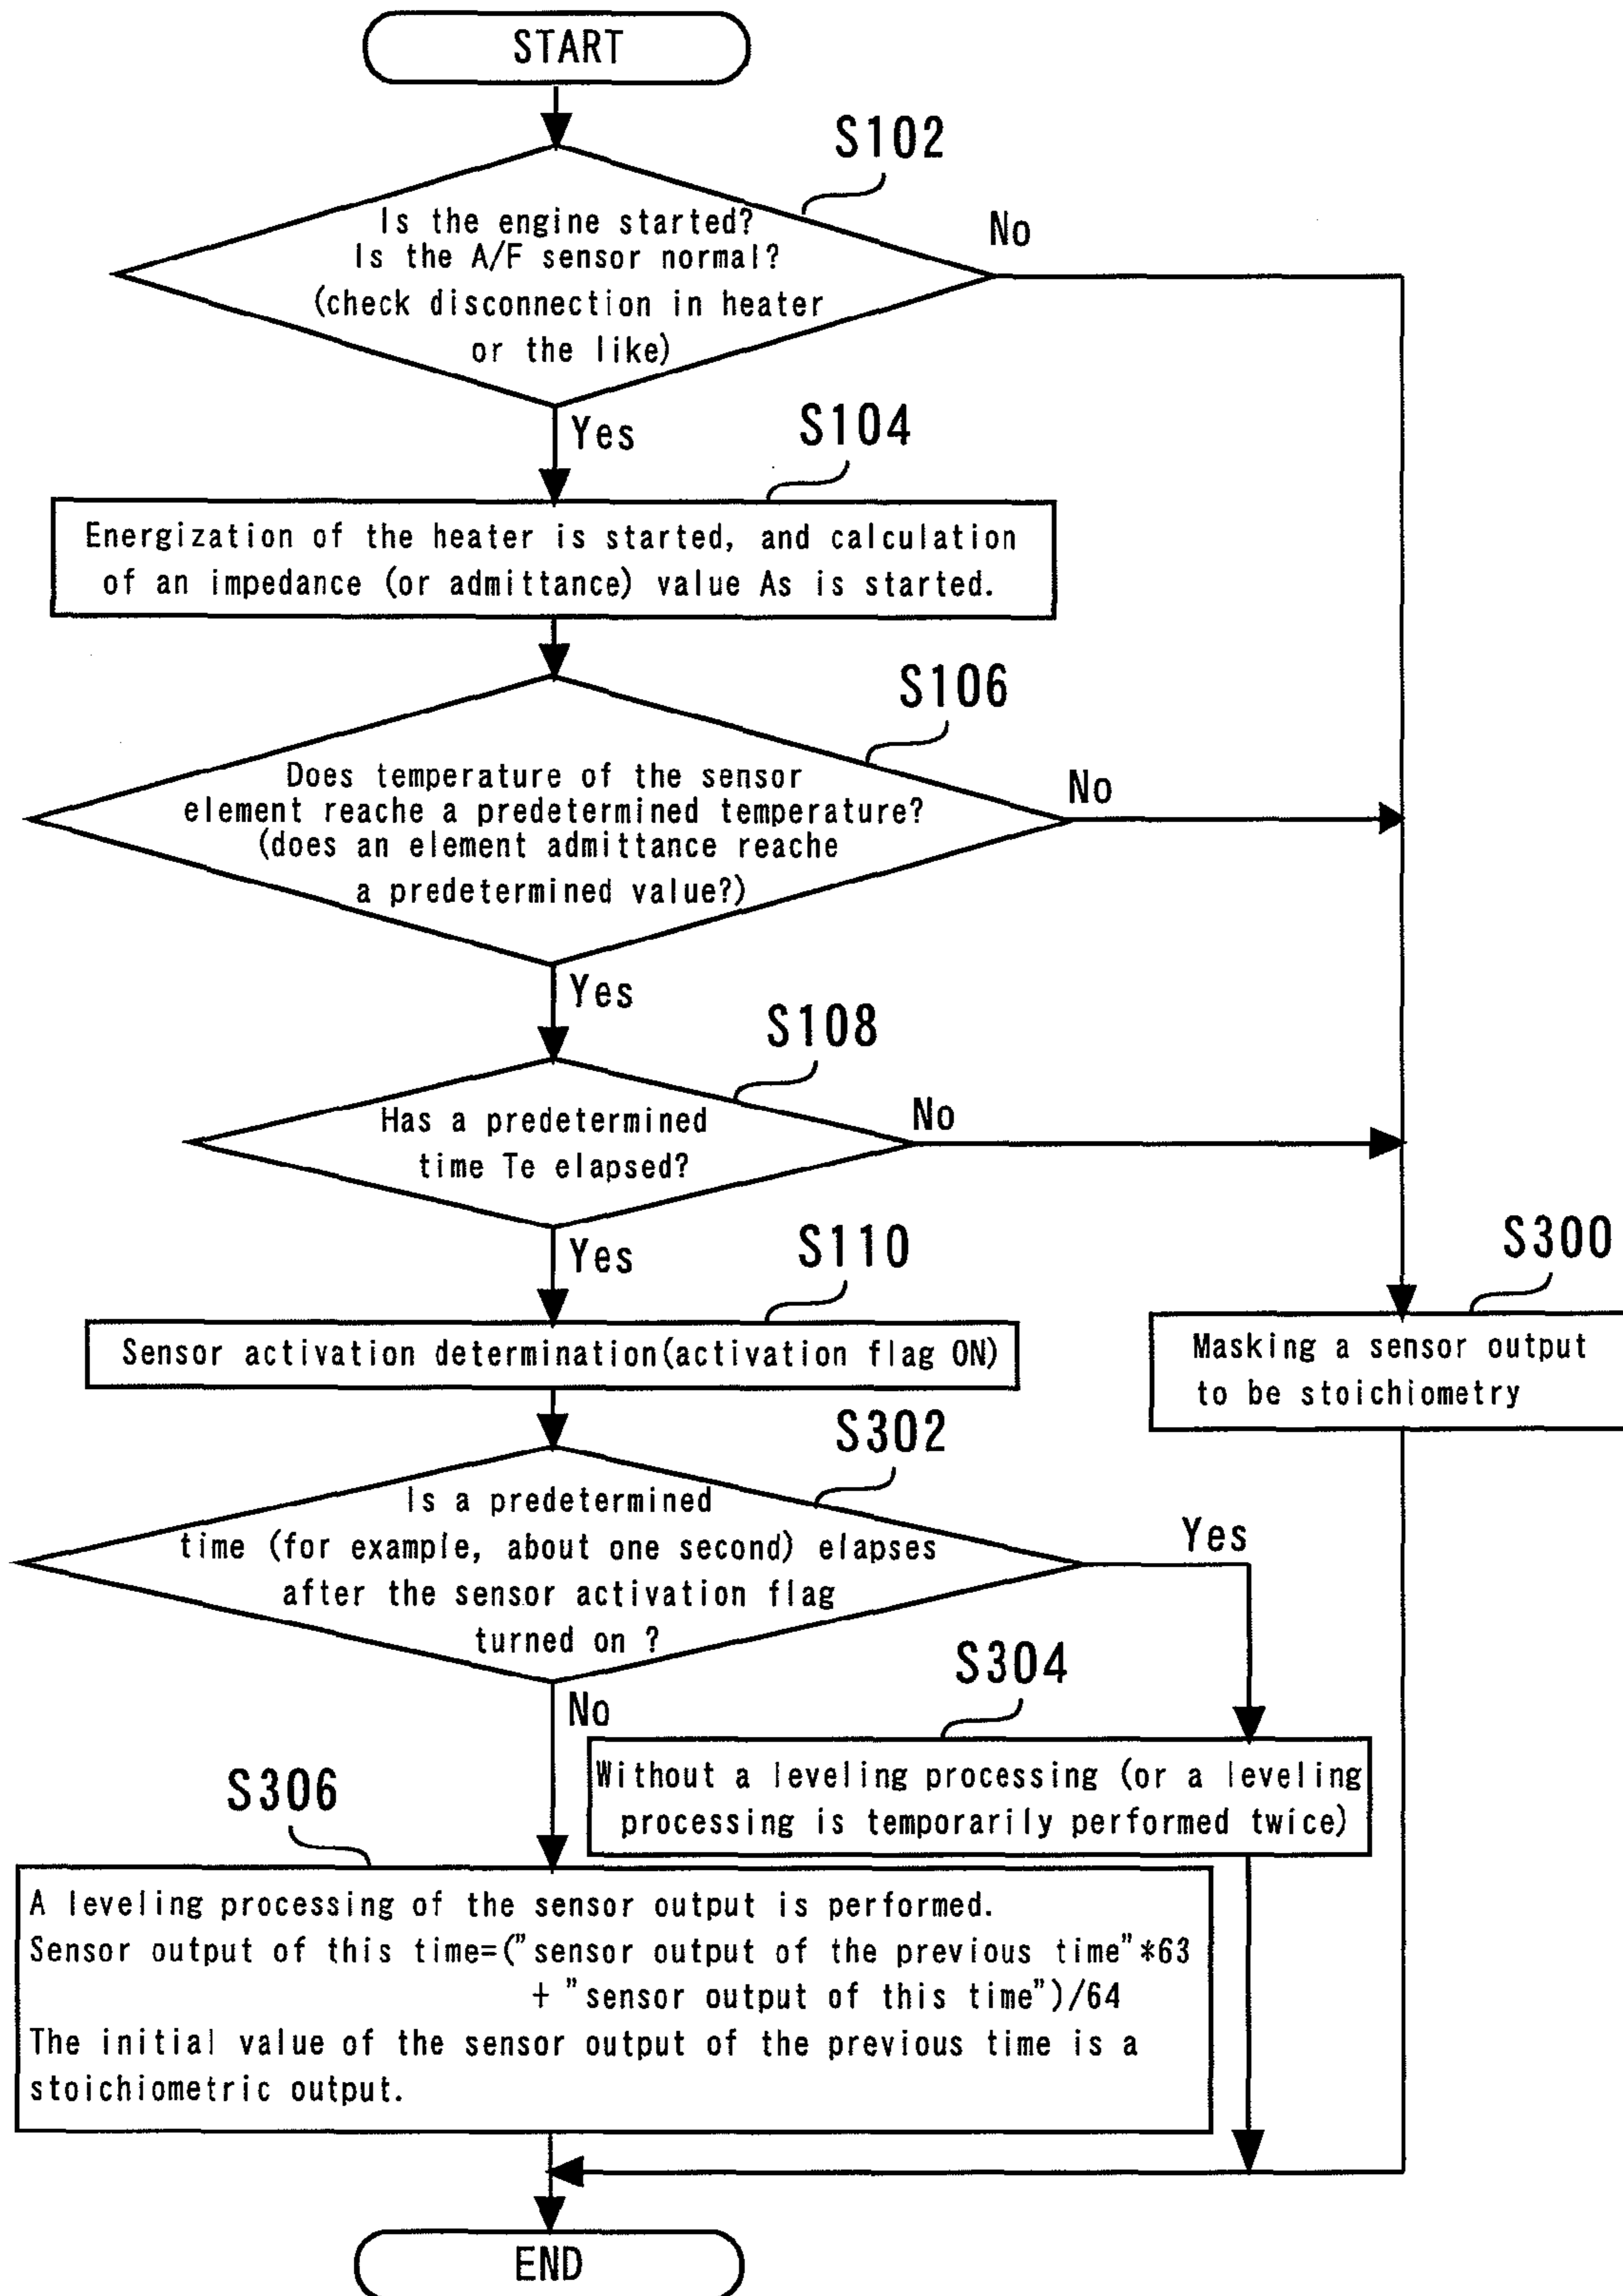 START
S102
Is the engine started?
Is the A/F sensor normal?
(check disconnection in heater
or the like)
No
Yes
S104
Energization of the heater is started, and calculation
of an impedance (or admittance) value As is started.
S106
Does temperature of the sensor
element reache a predetermined temperature?
(does an element admittance reache
a predetermined value?)
No
Yes
S108
Has a predetermined
time Te elapsed?
No
Yes
S110
Sensor activation determination(activation flag ON)
S300
Masking a sensor output
to be stoichiometry
S302
Is a predetermined
time (for example, about one second) elapses
after the sensor activation flag
turned on ?
Yes
No
S304
Without a leveling processing (or a leveling
processing is temporarily performed twice)
S306
A leveling processing of the sensor output is performed.
Sensor output of this time=("sensor output of the previous time"*63
+ "sensor output of this time")/64
The initial value of the sensor output of the previous time is a
stoichiometric output.
END